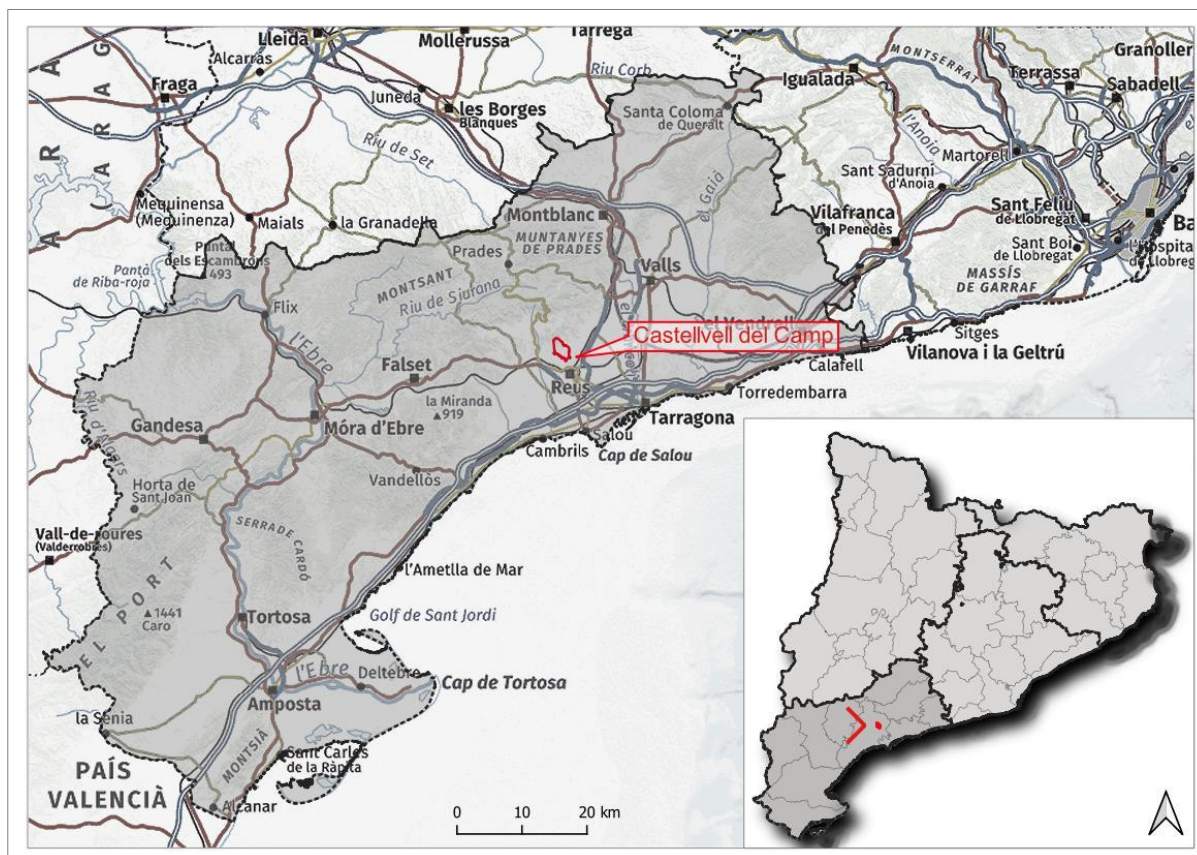 Lleida
Mollerussa
Tàrrega
Alcarràs
Riu Corb
Igualada
MONTSERRAT
Granoller
Terrassa
Sabadell
Fraga
Juneda
les Borges
Blanques
Santa Coloma
de Queralt
l'Anoia
Martorell
Riu de Set
el Gaià
Sant Sadurní
d'Anoia
A R A G
Mequinensa
(Mequinenza)
Maials
la Granadella
Montblanc
MUNTANYES
DE PRADES
Vilafranca
del Penedès
Sant Feliu
de Llobregat
Ba
Sant Boi
de Llobregat
l'Hospita
de Llobreg
Puntal
dels Escambrons
493
Pantà
de Riba-roja
Prades
MONTSANT
Riu de Siurana
Valls
MASSÍS
DE GARRAF
Flix
l'Ebre
el Vendrell
Castellvell del Camp
Sitges
Vilanova i la Geltrú
Calafell
Falset
Reus
Torredembarra
la Miranda
919
Tarragona
Gandesa
Móra d'Ebre
Salou
Cambrils
Cap de Salou
Riu d'Algars
Vandellòs
Horta de
Sant Joan
SERRA DE CARDÓ
Vall-de-roures
(Valderrobres)
l'Ametlla de Mar
EL PORT
1441
Caro
Tortosa
Golf de Sant Jordi
l'Ebre
Deltebre
Cap de Tortosa
Amposta
la Sénia
MONTSIÀ
Sant Carles
de la Ràpita
PAÍS
VALENCIÀ
Alcanar
0 10 20 km